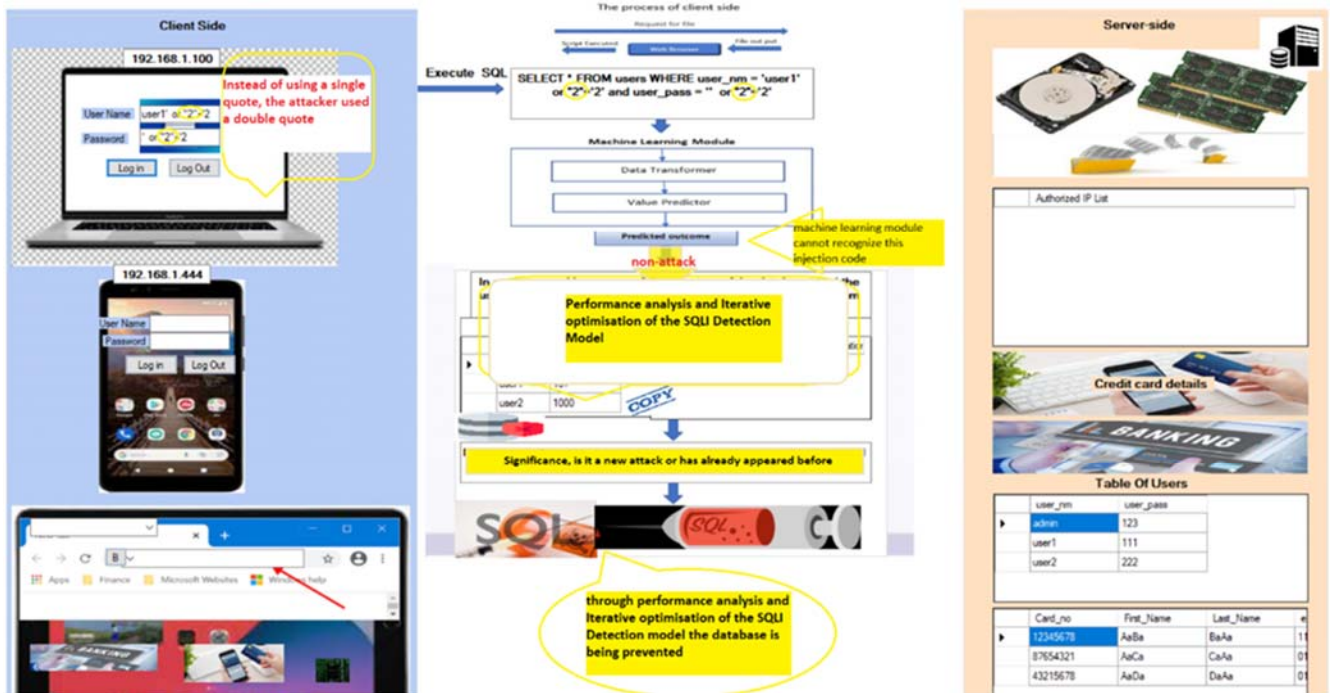 Client Side
192.168.1.100
User Name
user1' or "2"='2
Password
' or "2"='2
Log in
Log Out
Instead of using a single
quote, the attacker used
a double quote
192.168.1.444
User Name
Password
Log in
Log Out
B
Apps
Finance
Microsoft Websites
Windows help
The process of client side
Request for file
Script Executed
Web Browser
File out put
Execute SQL
SELECT * FROM users WHERE user_nm = 'user1'
or "2"='2' and user_pass = '' or "2"='2'
Machine Learning Module
Data Transformer
Value Predictor
Predicted outcome
machine learning module
cannot recognize this
injection code
non-attack
In
the
Performance analysis and Iterative
optimisation of the SQLI Detection
Model
user2
1000
COPY
Significance, is it a new attack or has already appeared before
SQL
SQL
through performance analysis and
Iterative optimisation of the SQLI
Detection model the database is
being prevented
Server-side
Authorized IP List
Credit card details
BANKING
Table Of Users
user_nm user_pass
admin 123
user1 111
user2 222
Card_no First_Name Last_Name e
12345678 AaBa BaAa 11
87654321 AaCa CaAa 01
43215678 AaDa DaAa 01